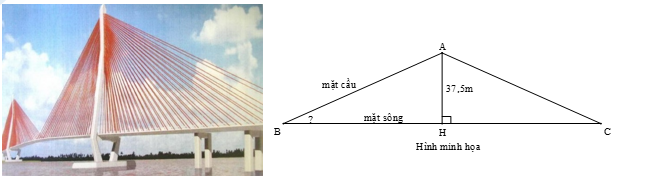 A
mặt cầu
37,5m
B
?
mặt sông
H
C
Hình minh họa